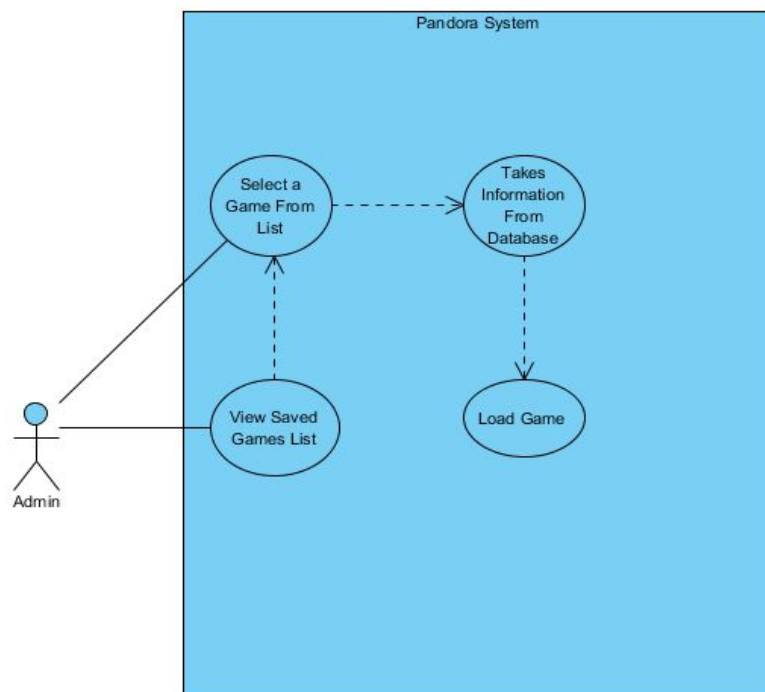 Pandora System
Select a
Game From
List
Takes
Information
From
Database
View Saved
Games List
Load Game
Admin